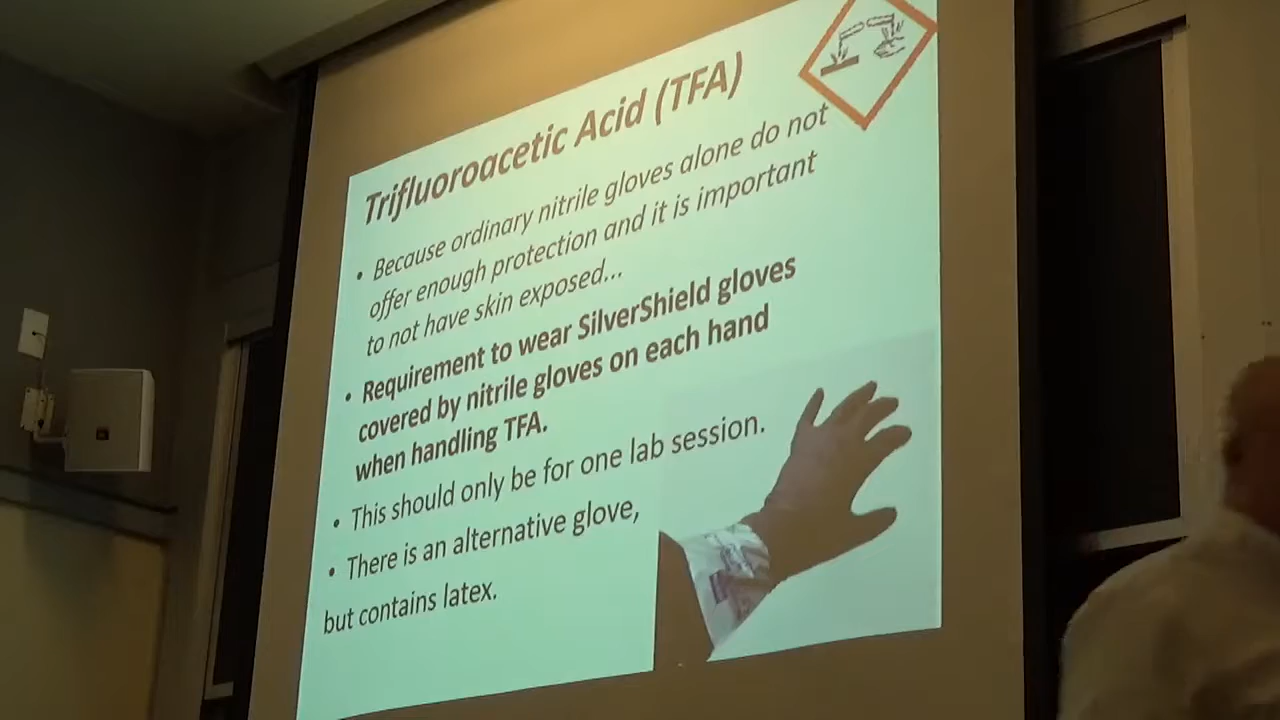 Trifluoroacetic Acid (TFA)
• Because ordinary nitrile gloves alone do not
offer enough protection and it is important
to not have skin exposed...
• Requirement to wear SilverShield gloves
covered by nitrile gloves on each hand
when handling TFA.
• This should only be for one lab session.
• There is an alternative glove,
but contains latex.